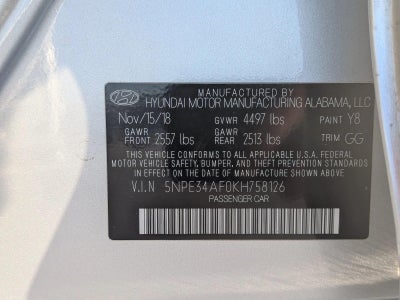 MFD BY
HYUNDAI MOTOR MANUFACTURING ALABAMA, LLC
Nov/15/18 GVWR 4497 lbs PAINT Y8
GAWR FRONT 2557 lbs GAWR REAR 2513 lbs TRIM GG
THIS VEHICLE CONFORMS TO ALL APPLICABLE U.S.A. FEDERAL
MOTOR VEHICLE SAFETY, BUMPER, AND THEFT PREVENTION STANDARDS
IN EFFECT ON THE DATE OF MANUFACTURE SHOWN ABOVE.
V.I.N 5NPE34AF0KH758126
PASSENGER CAR